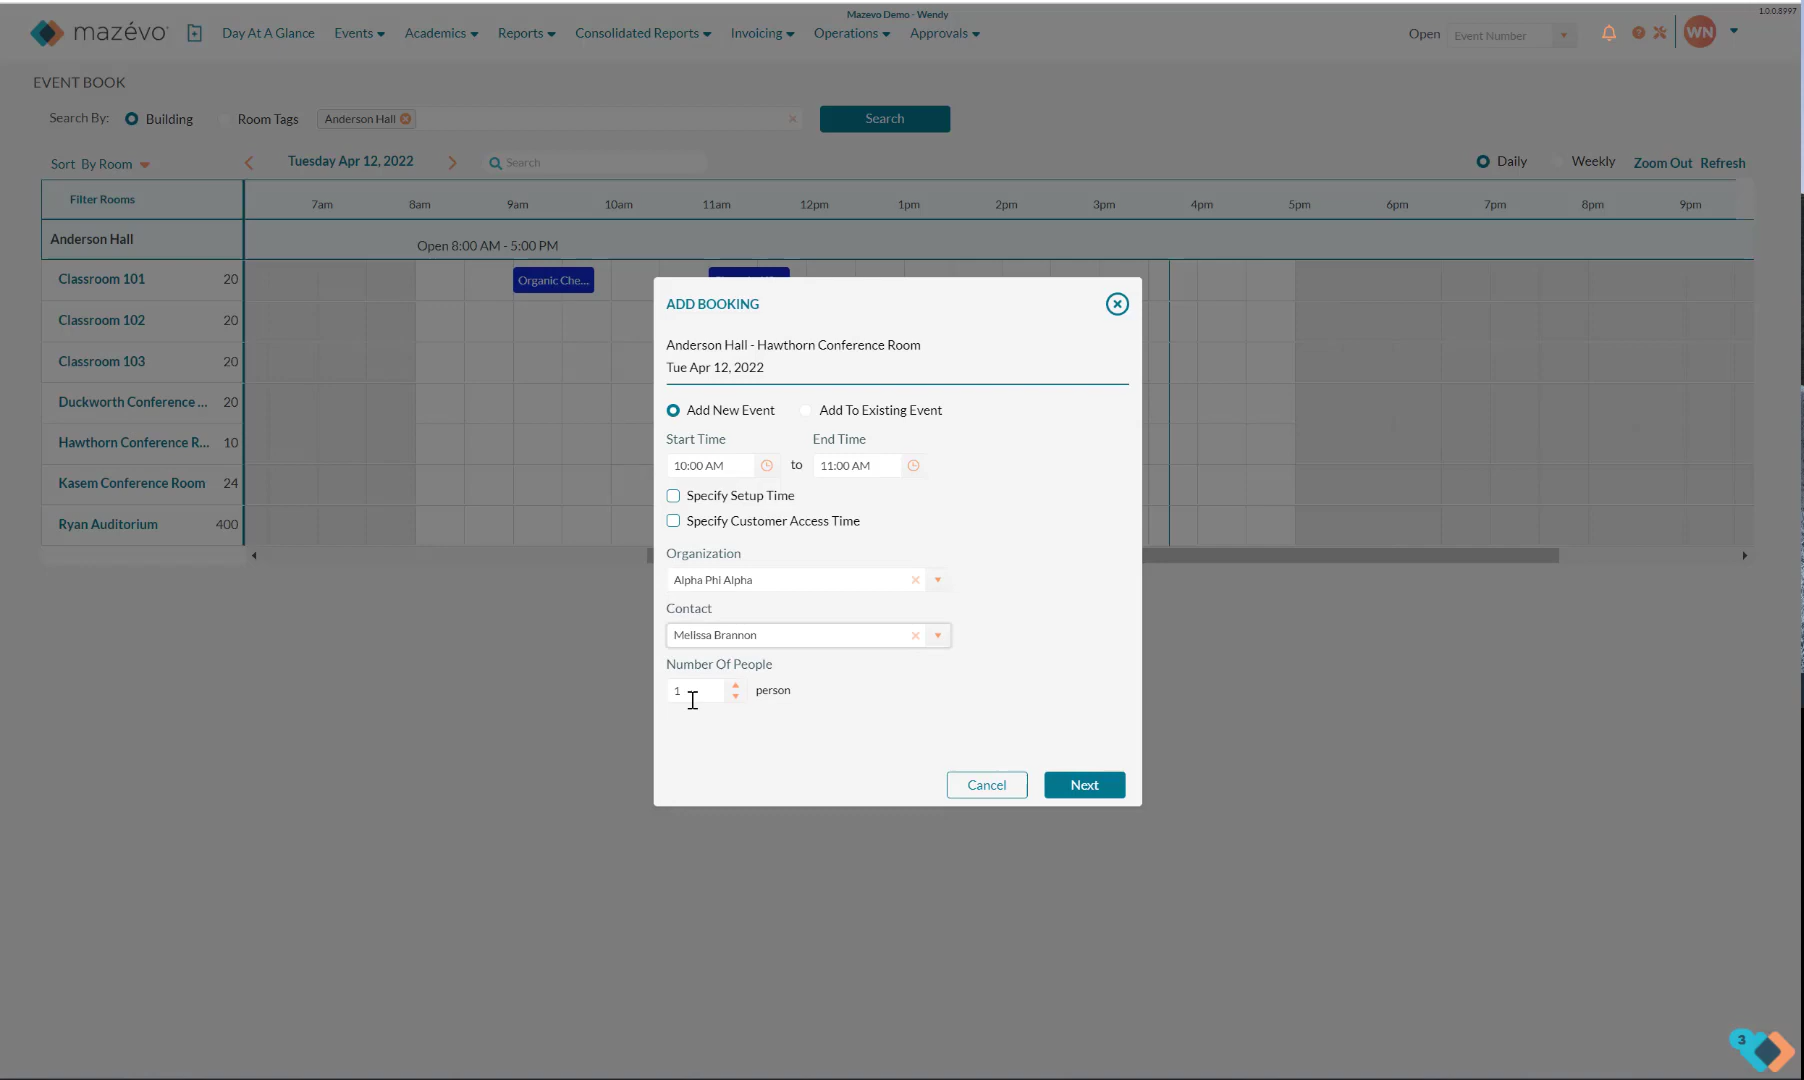 Mazevo Demo - Wendy
1.0.0.8997
mazévo
Day At A Glance
Events
Academics
Reports
Consolidated Reports
Invoicing
Operations
Approvals
Open
Event Number
WN
EVENT BOOK
Search By:
Building
Room Tags
Anderson Hall
Search
Sort By Room
Tuesday Apr 12, 2022
Search
Daily
Weekly
Zoom Out
Refresh
Filter Rooms
7am 8am 9am 10am 11am 12pm 1pm 2pm 3pm 4pm 5pm 6pm 7pm 8pm 9pm
Anderson Hall
Open 8:00 AM - 5:00 PM
Classroom 101 20
Organic Che...
Classroom 102 20
Classroom 103 20
Duckworth Conference ... 20
Hawthorn Conference R... 10
Kasem Conference Room 24
Ryan Auditorium 400
ADD BOOKING
Anderson Hall - Hawthorn Conference Room
Tue Apr 12, 2022
Add New Event
Add To Existing Event
Start Time
End Time
10:00 AM to 11:00 AM
Specify Setup Time
Specify Customer Access Time
Organization
Alpha Phi Alpha
Contact
Melissa Brannon
Number Of People
1 person
Cancel
Next
3